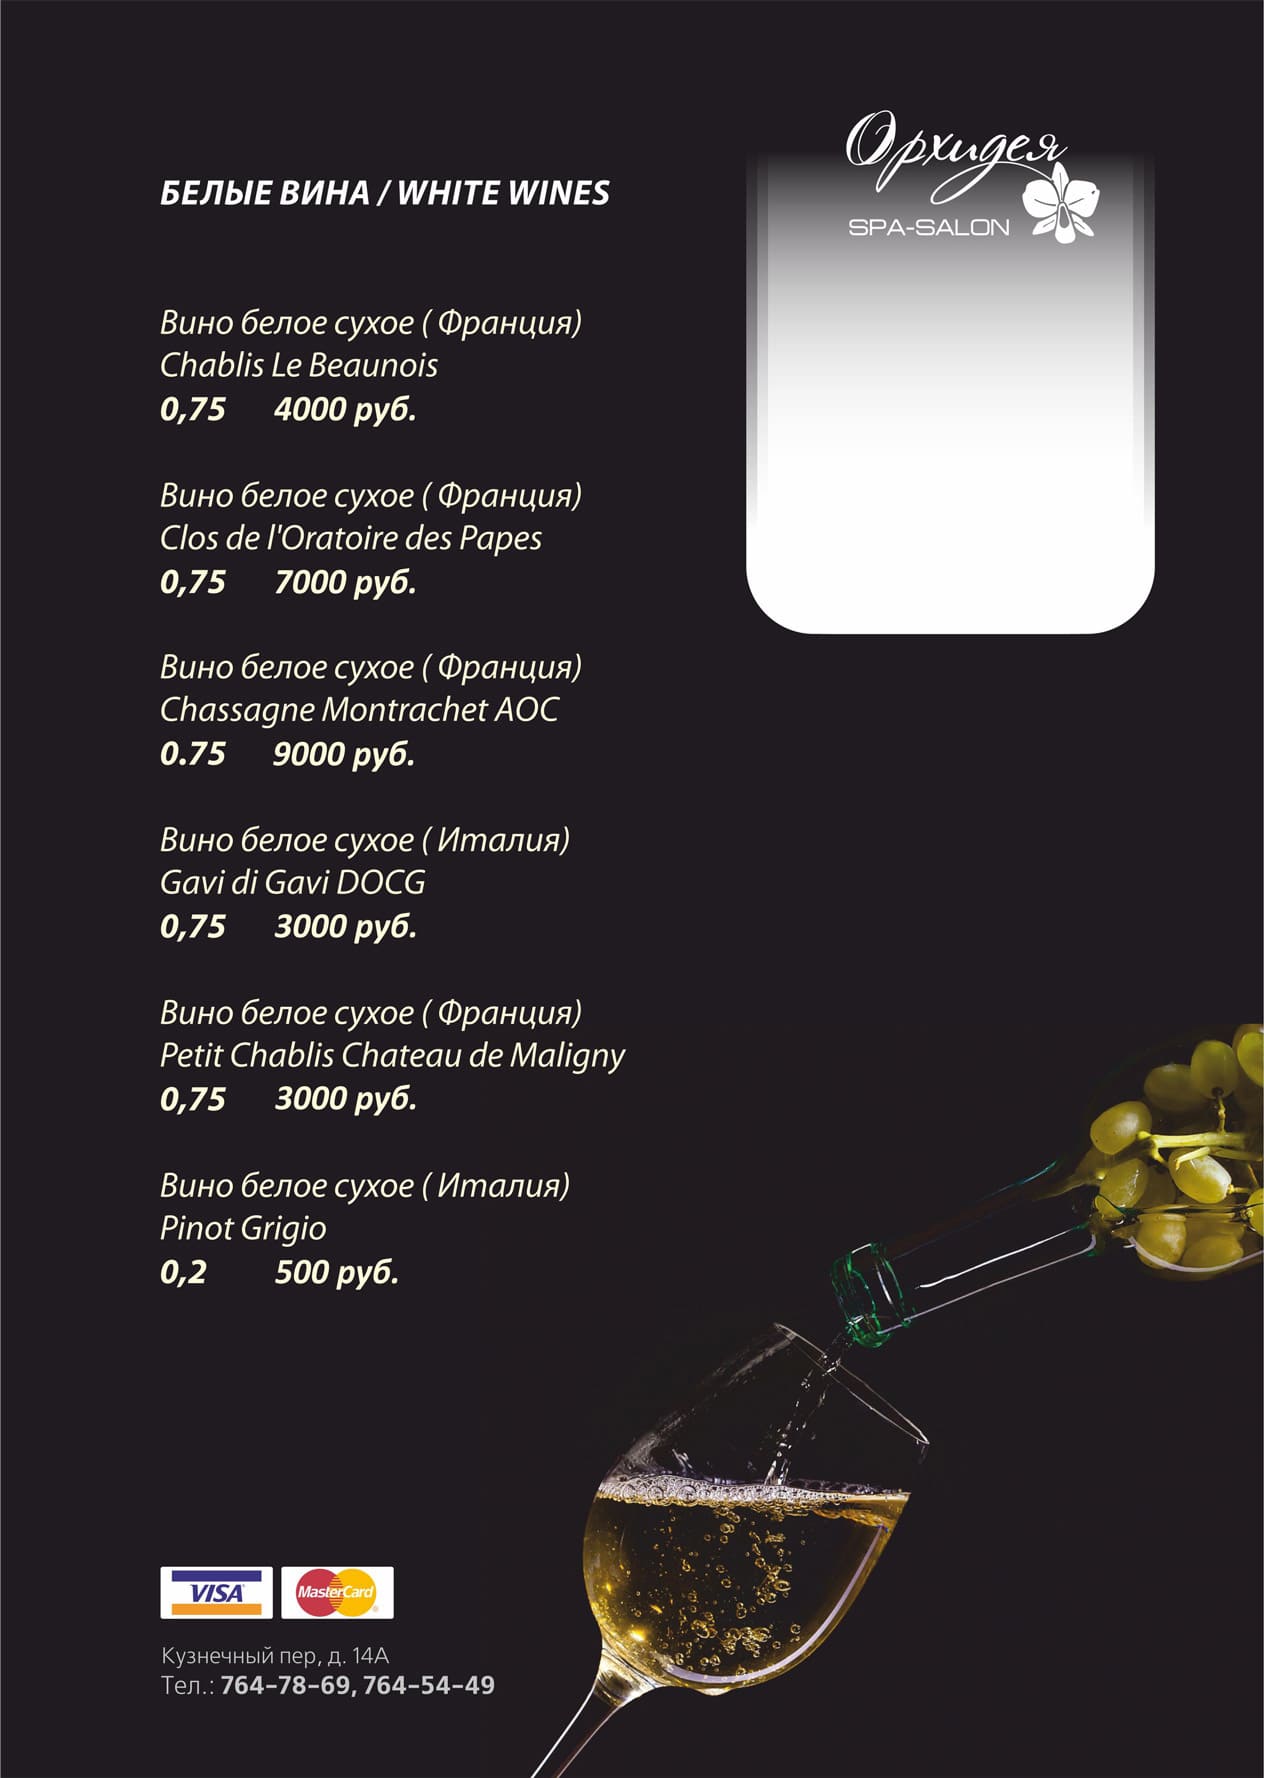 Орхидея
SPA-SALON
БЕЛЫЕ ВИНА / WHITE WINES
Вино белое сухое ( Франция)
Chablis Le Beaunois
0,75 4000 руб.
Вино белое сухое ( Франция)
Clos de l'Oratoire des Papes
0,75 7000 руб.
Вино белое сухое ( Франция)
Chassagne Montrachet AOC
0.75 9000 руб.
Вино белое сухое ( Италия)
Gavi di Gavi DOCG
0,75 3000 руб.
Вино белое сухое ( Франция)
Petit Chablis Chateau de Maligny
0,75 3000 руб.
Вино белое сухое ( Италия)
Pinot Grigio
0,2 500 руб.
VISA MasterCard
Кузнечный пер, д. 14А
Тел.: 764-78-69, 764-54-49